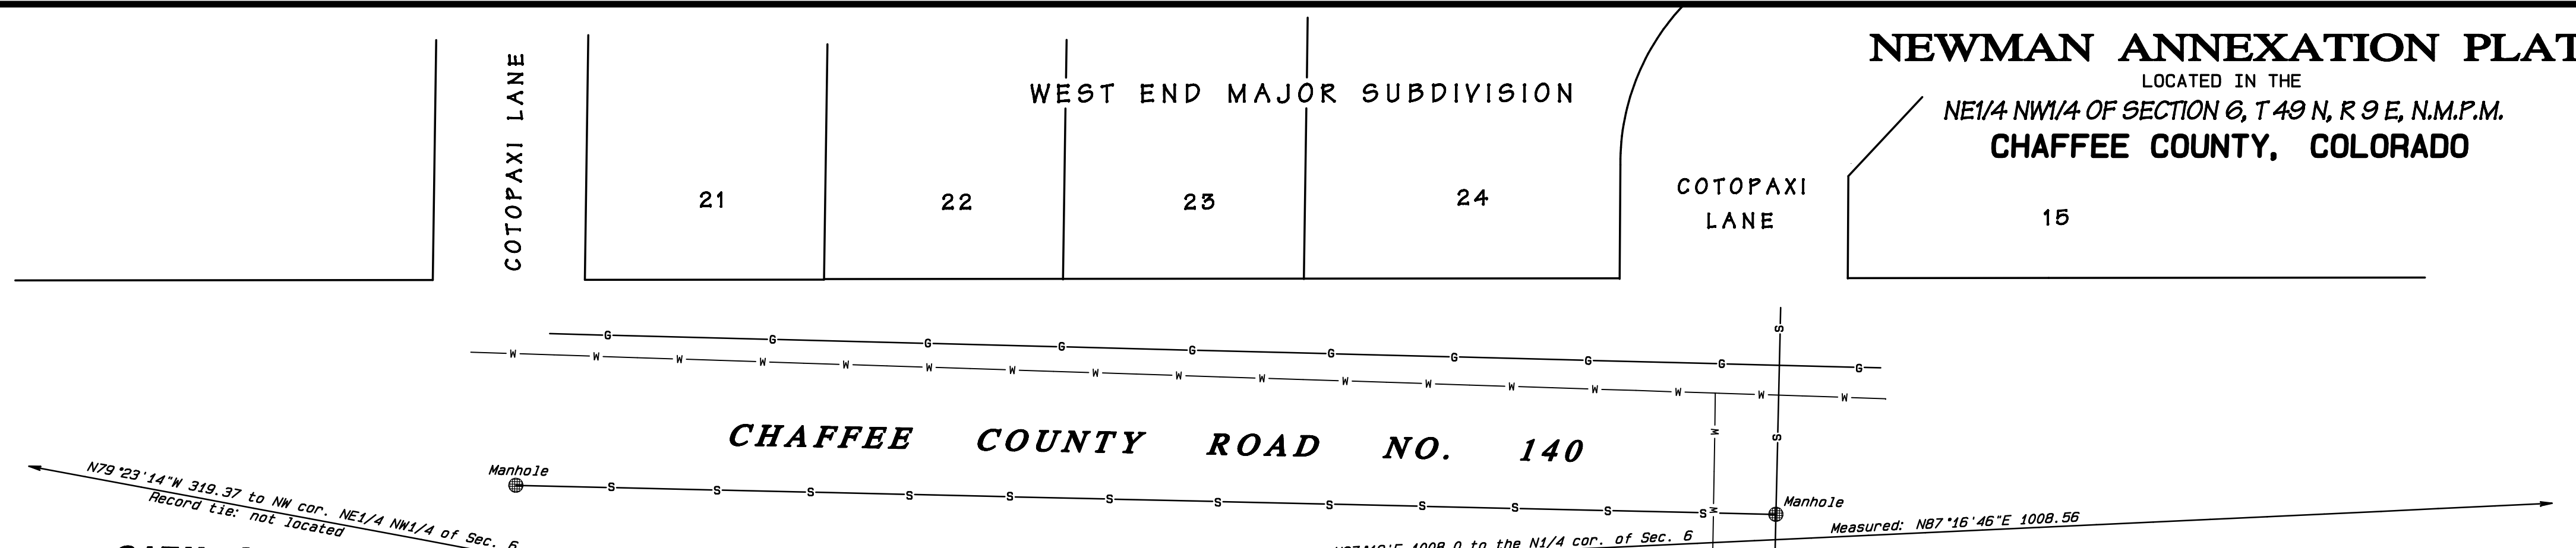 NEWMAN ANNEXATION PLAT
LOCATED IN THE
NE1/4 NW1/4 OF SECTION 6, T 49 N, R 9 E, N.M.P.M.
CHAFFEE COUNTY, COLORADO
COTOPAXI LANE
WEST END MAJOR SUBDIVISION
21
22
23
24
COTOPAXI
LANE
15
G G G G G G G G G G
W W W W W W W W W W W W W W W W W
S
S
W
W
CHAFFEE COUNTY ROAD NO. 140
Manhole
S S S S S S S S S S S S
Manhole
N79°23'14"W 319.37 to NW cor. NE1/4 NW1/4 of Sec. 6
Record tie: not located
Measured: N87°16'46"E 1008.56
1008.0 to the N1/4 cor. of Sec. 6